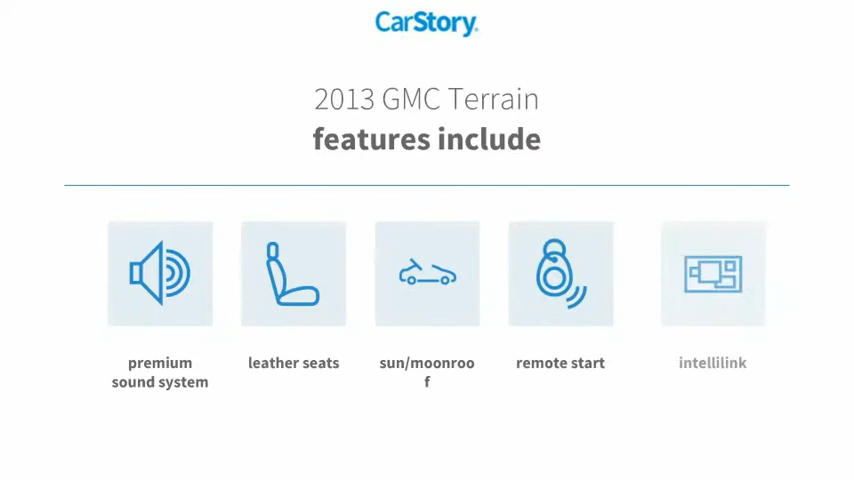 CarStory
2013 GMC Terrain
features include
premium
sound system
leather seats
sun/moonroo
f
remote start
intellilink